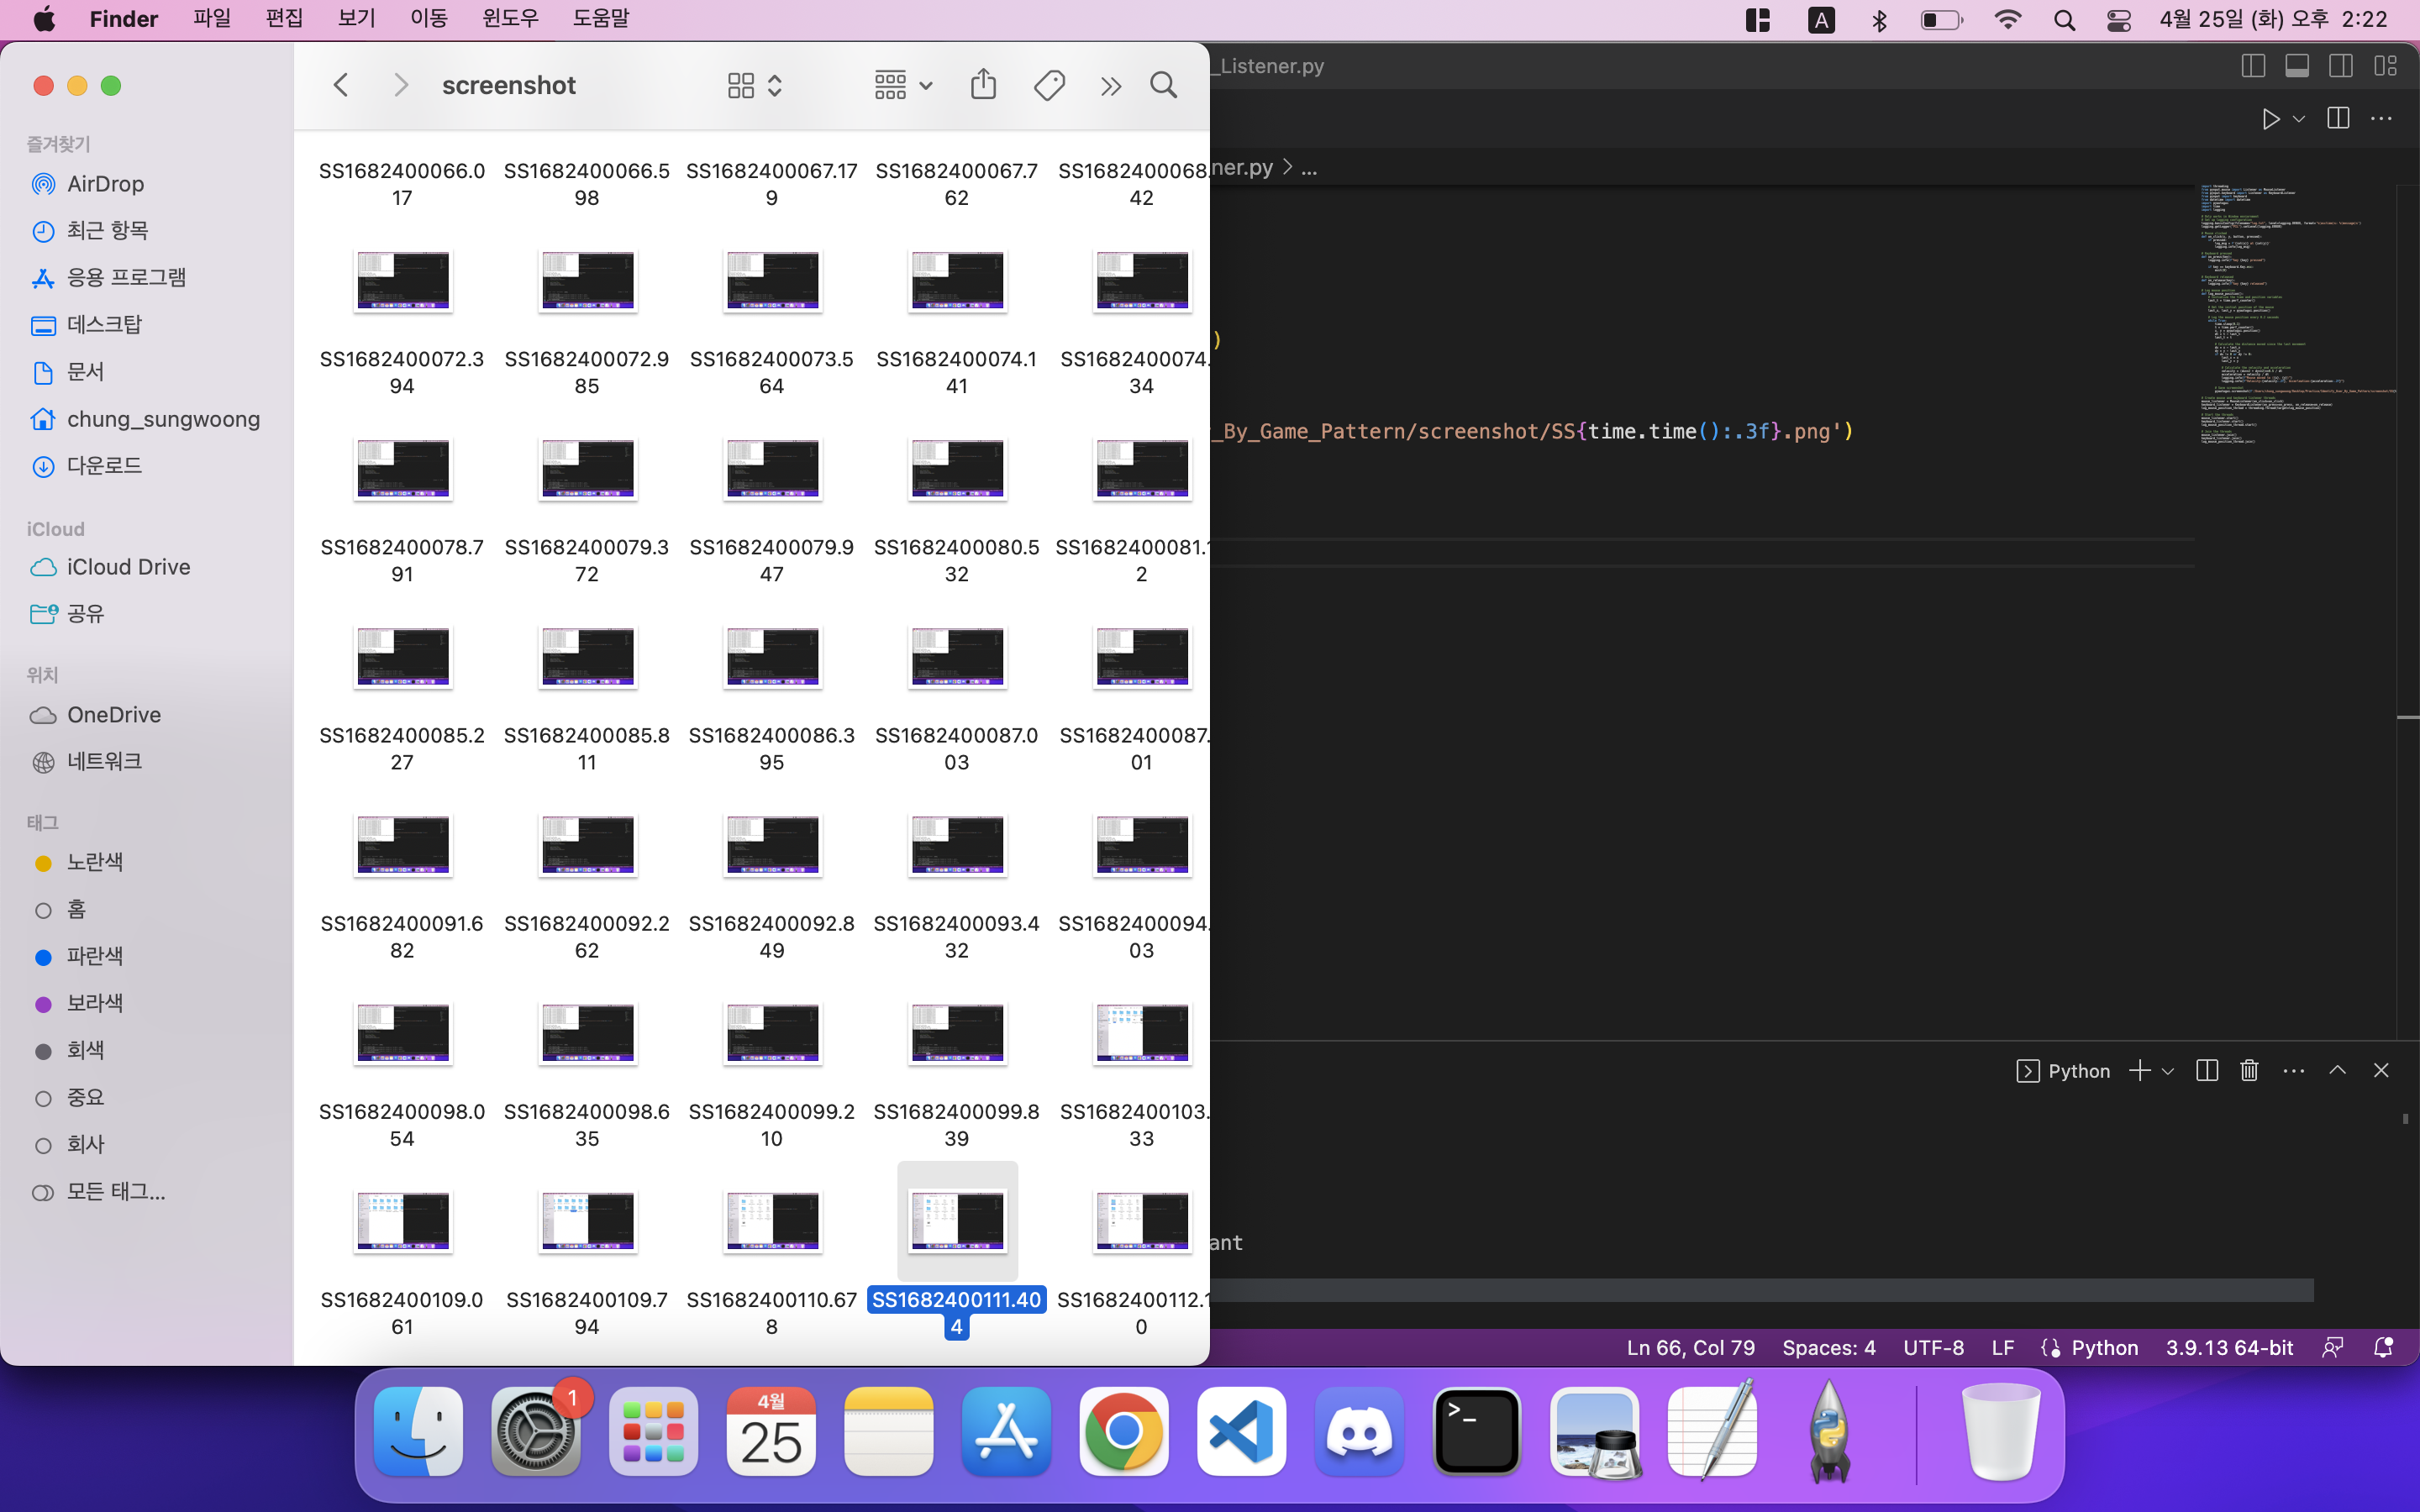 Finder 파일 편집 보기 이동 윈도우 도움말 A 4월 25일 (화) 오후 2:22
screenshot
즐겨찾기
AirDrop
최근 항목
응용 프로그램
데스크탑
문서
chung_sungwoong
다운로드
iCloud
iCloud Drive
공유
위치
OneDrive
네트워크
태그
노란색
홈
파란색
보라색
회색
중요
회사
모든 태그...
SS1682400066.017 SS1682400066.598 SS1682400067.179 SS1682400067.762 SS1682400068.42
SS1682400072.394 SS1682400072.985 SS1682400073.564 SS1682400074.141 SS1682400074.34
SS1682400078.791 SS1682400079.372 SS1682400079.947 SS1682400080.532 SS1682400081.12
SS1682400085.227 SS1682400085.811 SS1682400086.395 SS1682400087.003 SS1682400087.01
SS1682400091.682 SS1682400092.262 SS1682400092.849 SS1682400093.432 SS1682400094.03
SS1682400098.054 SS1682400098.635 SS1682400099.210 SS1682400099.839 SS1682400103.33
SS1682400109.061 SS1682400109.794 SS1682400110.678 SS1682400111.404 SS1682400112.10
_Listener.py
ner.py > ...
)
_By_Game_Pattern/screenshot/SS{time.time():.3f}.png')
Python
ant
Ln 66, Col 79 Spaces: 4 UTF-8 LF Python 3.9.13 64-bit
1
4월
25
>_